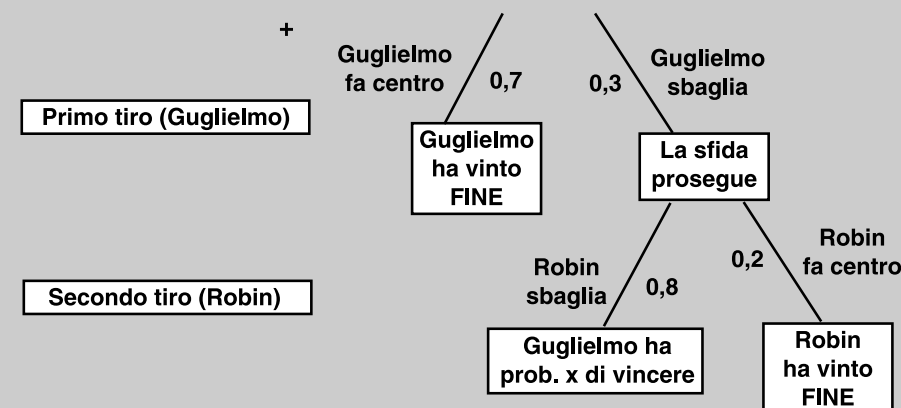 +
Guglielmo
fa centro
0,7
0,3
Guglielmo
sbaglia
Primo tiro (Guglielmo)
Guglielmo
ha vinto
FINE
La sfida
prosegue
Robin
sbaglia
0,8
0,2
Robin
fa centro
Secondo tiro (Robin)
Guglielmo ha
prob. x di vincere
Robin
ha vinto
FINE